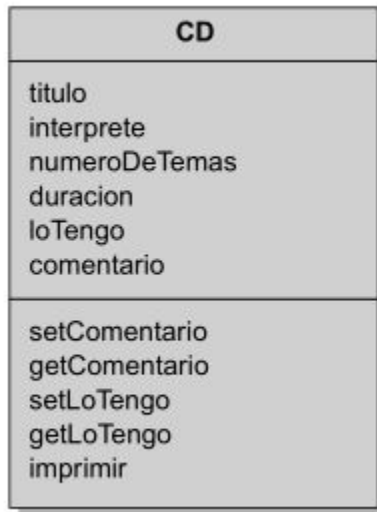 CD
titulo
interprete
numeroDeTemas
duracion
loTengo
comentario
setComentario
getComentario
setLoTengo
getLoTengo
imprimir